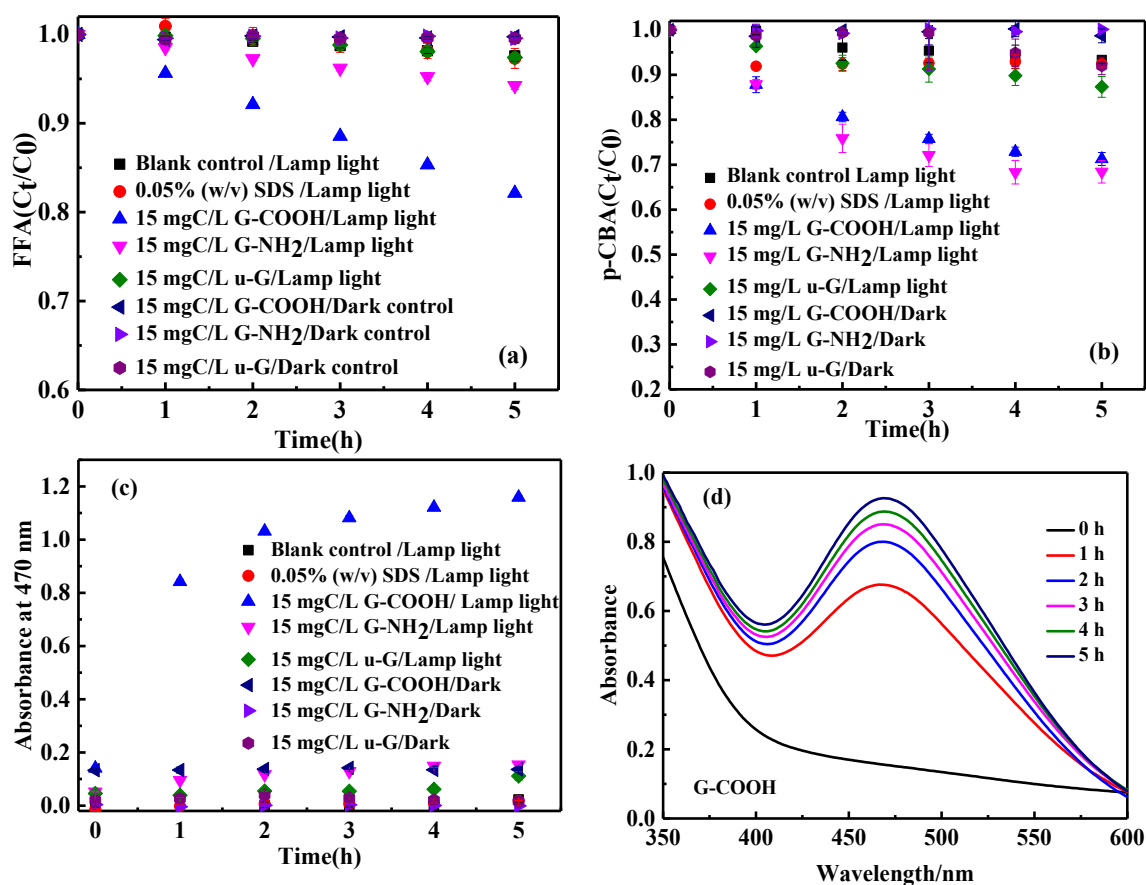 1.0
0.9
0.8
0.7
0.6
FFA(Ct/C0)
Blank control /Lamp light
0.05% (w/v) SDS /Lamp light
15 mgC/L G-COOH/Lamp light
15 mgC/L G-NH2/Lamp light
15 mgC/L u-G/Lamp light
15 mgC/L G-COOH/Dark control
15 mgC/L G-NH2/Dark control
15 mgC/L u-G/Dark control
(a)
0 1 2 3 4 5
Time(h)
1.0
0.9
0.8
0.7
0.6
0.5
0.4
0.3
0.2
p-CBA(Ct/C0)
Blank control Lamp light
0.05% (w/v) SDS /Lamp light
15 mg/L G-COOH/Lamp light
15 mg/L G-NH2/Lamp light
15 mg/L u-G/Lamp light
15 mg/L G-COOH/Dark
15 mg/L G-NH2/Dark
15 mg/L u-G/Dark
(b)
0 1 2 3 4 5
Time(h)
1.2
1.0
0.8
0.6
0.4
0.2
0.0
Absorbance at 470 nm
(c)
Blank control /Lamp light
0.05% (w/v) SDS /Lamp light
15 mgC/L G-COOH/ Lamp light
15 mgC/L G-NH2/Lamp light
15 mgC/L u-G/Lamp light
15 mgC/L G-COOH/Dark
15 mgC/L G-NH2/Dark
15 mgC/L u-G/Dark
0 1 2 3 4 5
Time(h)
1.0
0.8
0.6
0.4
0.2
0.0
Absorbance
(d)
0 h
1 h
2 h
3 h
4 h
5 h
G-COOH
350 400 450 500 550 600
Wavelength/nm